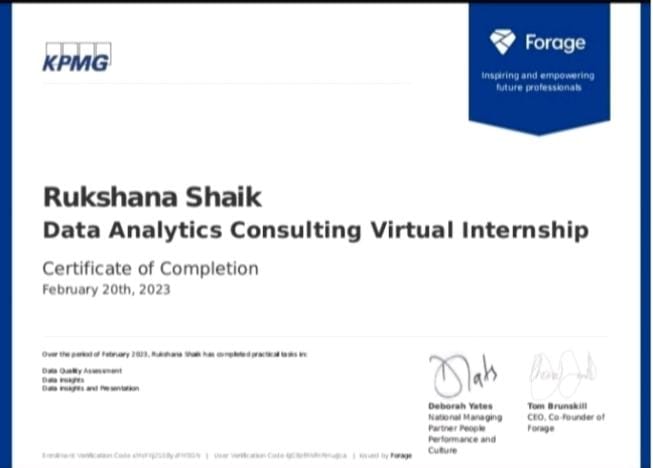 KPMG
Forage
Inspiring and empowering
future professionals
Rukshana Shaik
Data Analytics Consulting Virtual Internship
Certificate of Completion
February 20th, 2023
Over the period of February 2023, Rukshana Shaik has completed practical tasks in:
Data Quality Assessment
Data Insights
Data Insights and Presentation
Deborah Yates
National Managing
Partner People
Performance and
Culture
Tom Brunskill
CEO, Co-Founder of
Forage
Enrolment Verification Code | User Verification Code | Issued by Forage